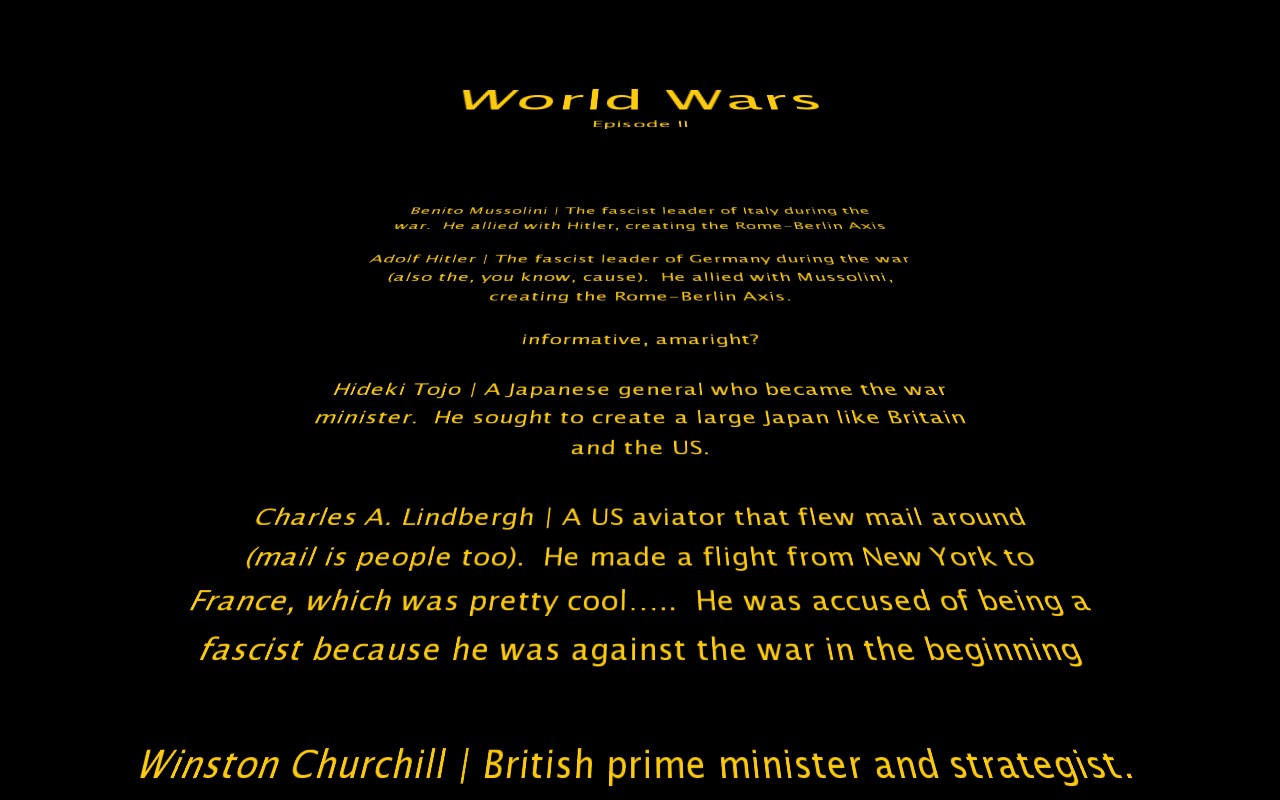 World Wars
Episode II
Benito Mussolini | The fascist leader of Italy during the
war.  He allied with Hitler, creating the Rome-Berlin Axis
Adolf Hitler | The fascist leader of Germany during the war
(also the, you know, cause).  He allied with Mussolini,
creating the Rome-Berlin Axis.
informative, amaright?
Hideki Tojo | A Japanese general who became the war
minister.  He sought to create a large Japan like Britain
and the US.
Charles A. Lindbergh | A US aviator that flew mail around
(mail is people too).  He made a flight from New York to
France, which was pretty cool.....  He was accused of being a
fascist because he was against the war in the beginning
Winston Churchill | British prime minister and strategist.